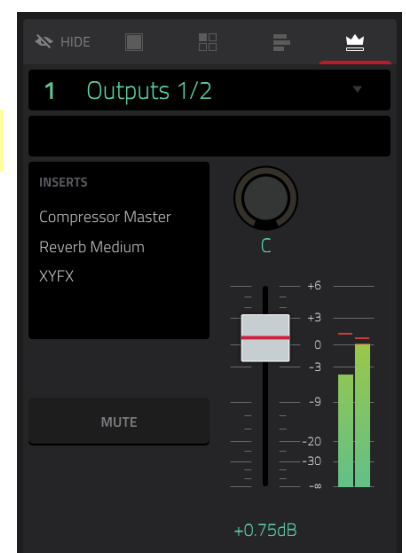 HIDE
1 Outputs 1/2
INSERTS
Compressor Master
Reverb Medium
XYFX
C
+6
+3
0
-3
-9
-20
-30
-∞
MUTE
+0.75dB